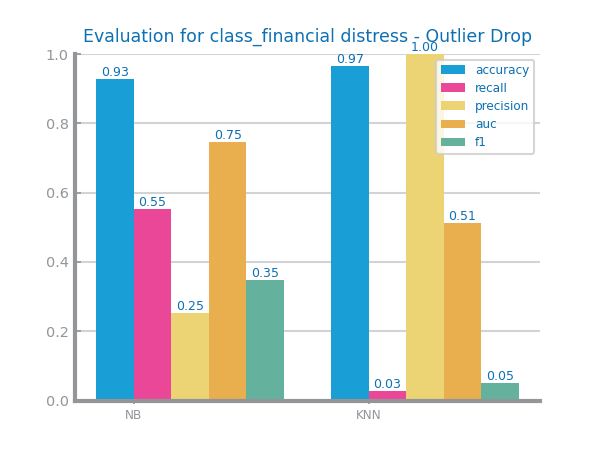 Evaluation for class_financial distress - Outlier Drop
1.0
0.8
0.6
0.4
0.2
0.0
0.93
0.55
0.25
0.75
0.35
0.97
0.03
1.00
0.51
0.05
accuracy
recall
precision
auc
f1
NB
KNN